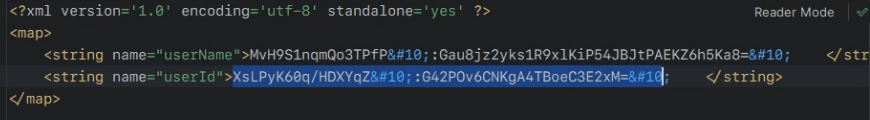 <?xml version='1.0' encoding='utf-8' standalone='yes' ?>
Reader Mode
<map>
<string name="userName">MvH9S1nqmQo3TPfP&#10;:Gau8jz2yks1R9xlKiP54JBJtPAEKZ6h5Ka8=&#10;    </str
<string name="userId">XsLPyK60q/HDXYqZ&#10;:G42POv6CNKgA4TBoeC3E2xM=&#10;    </string>
</map>